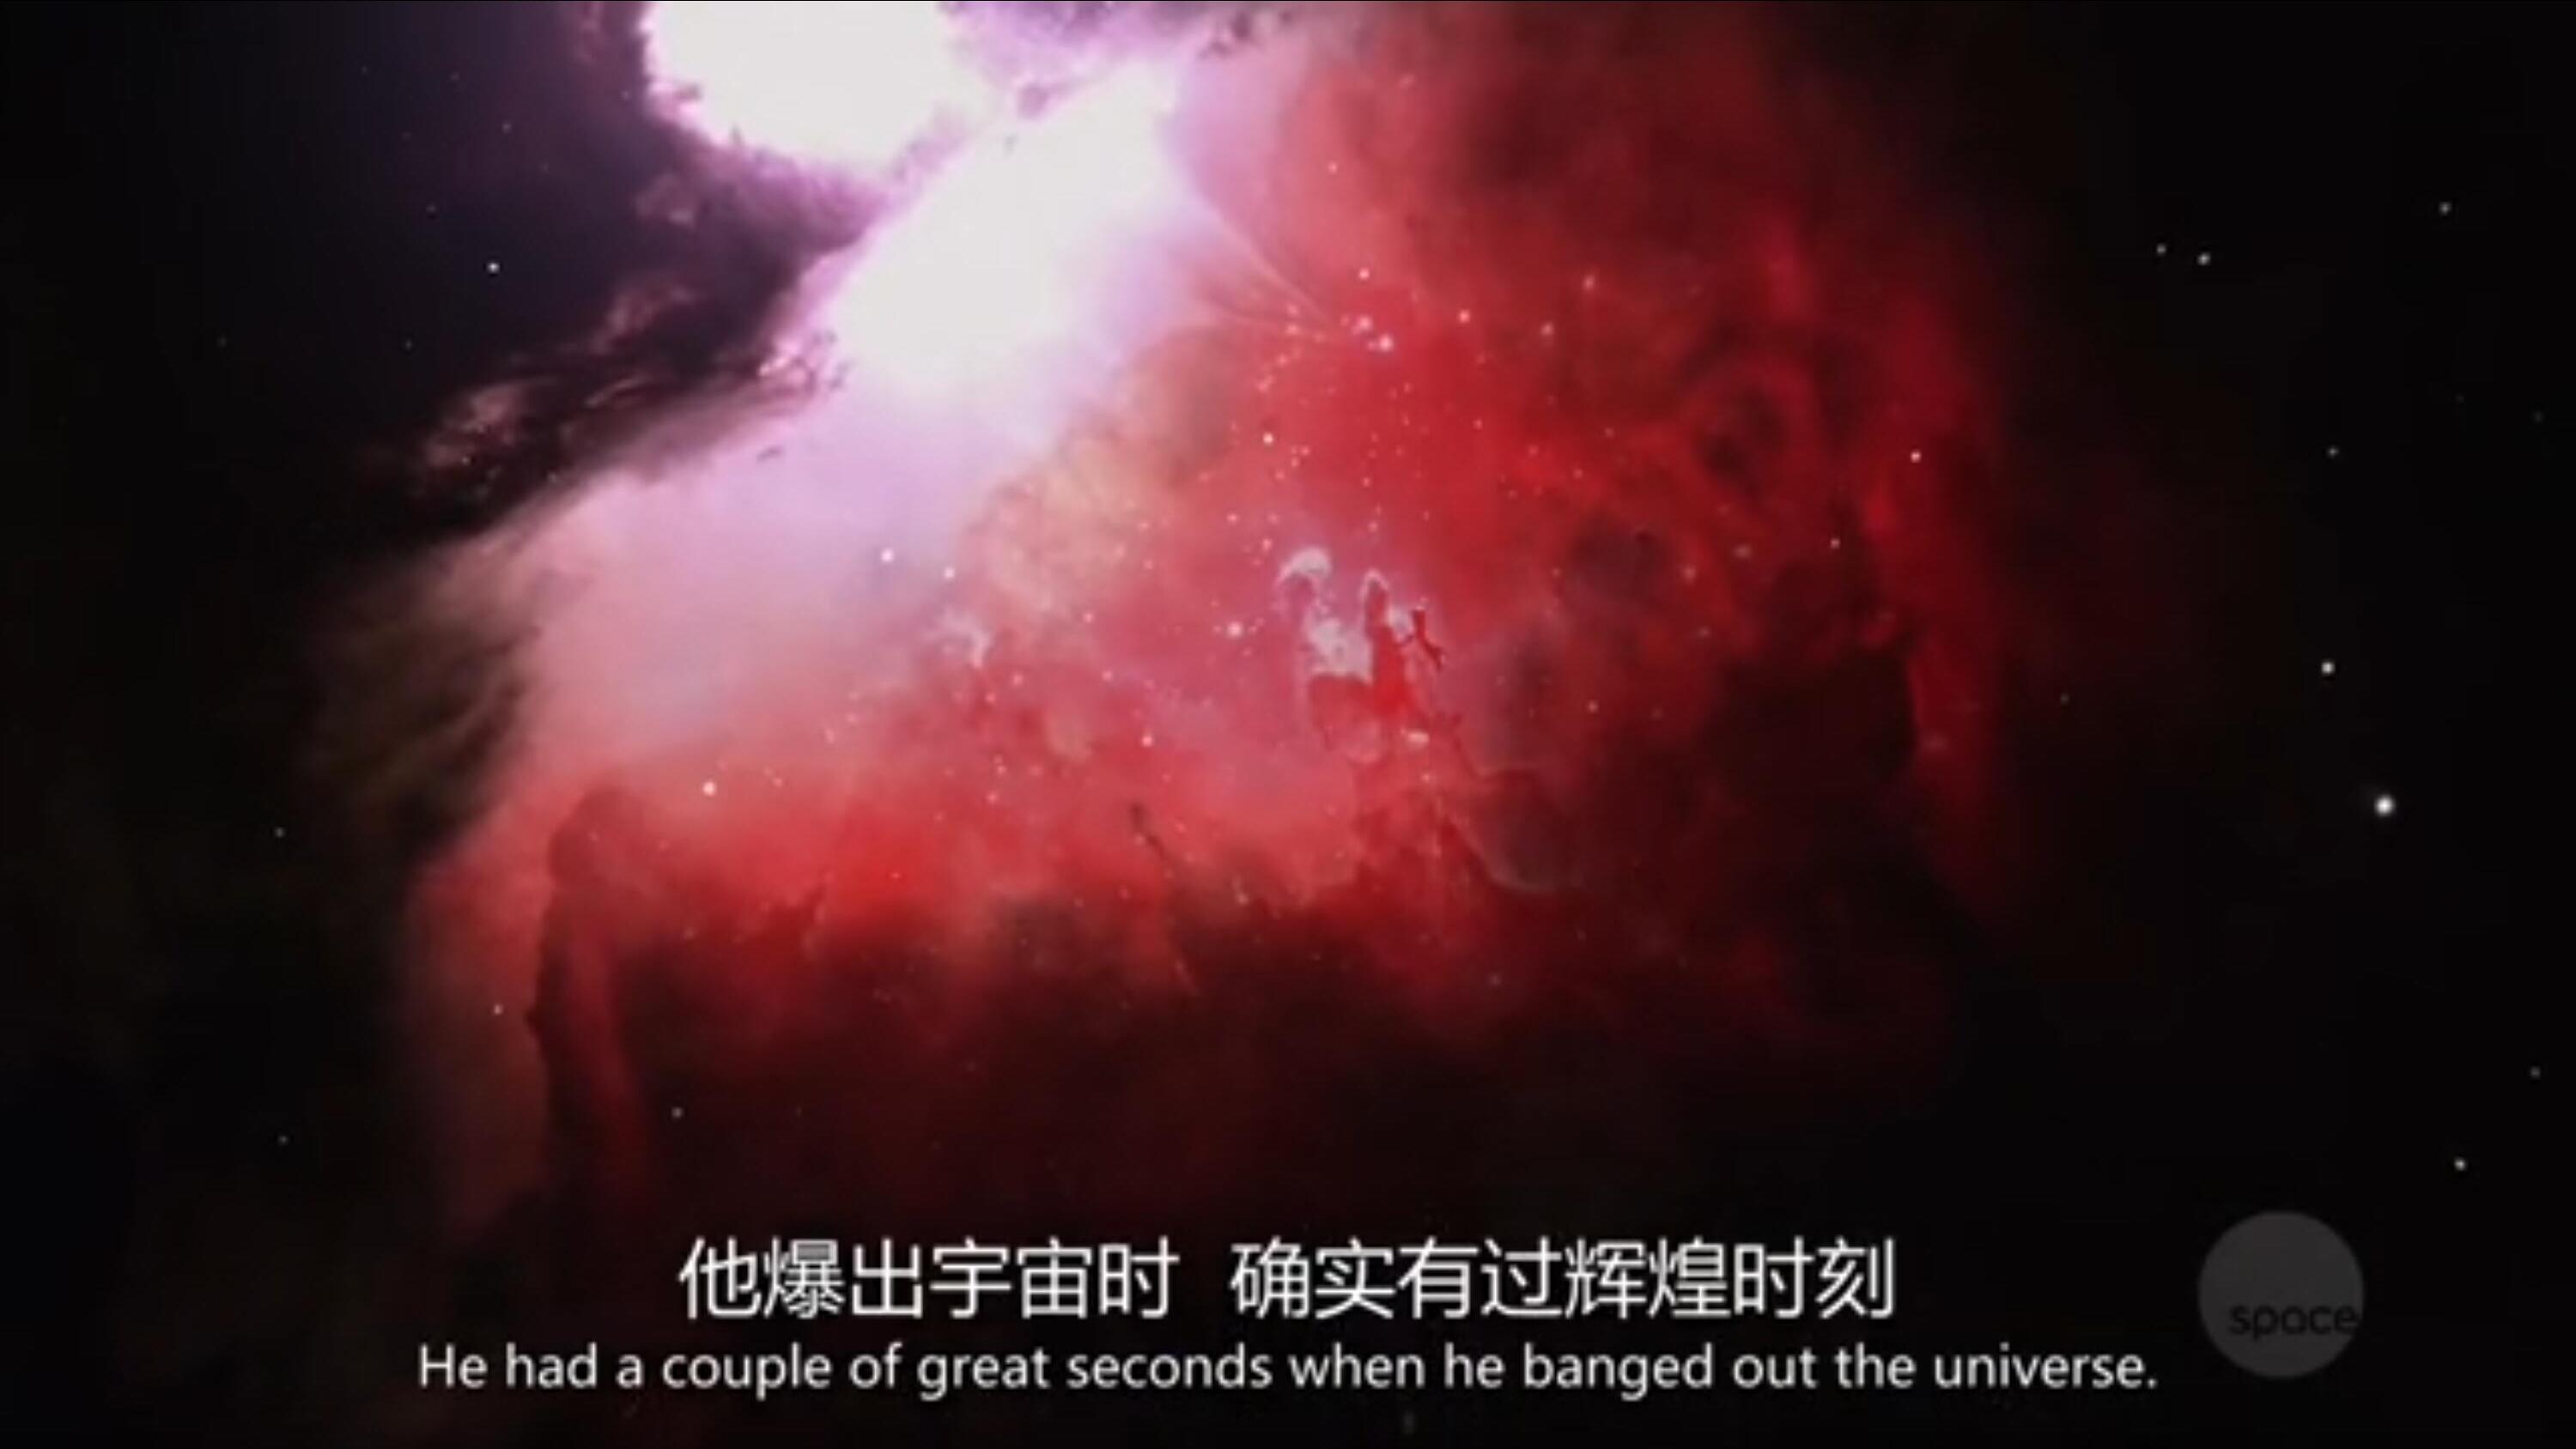 他爆出宇宙时 确实有过辉煌时刻
He had a couple of great seconds when he banged out the universe.
space